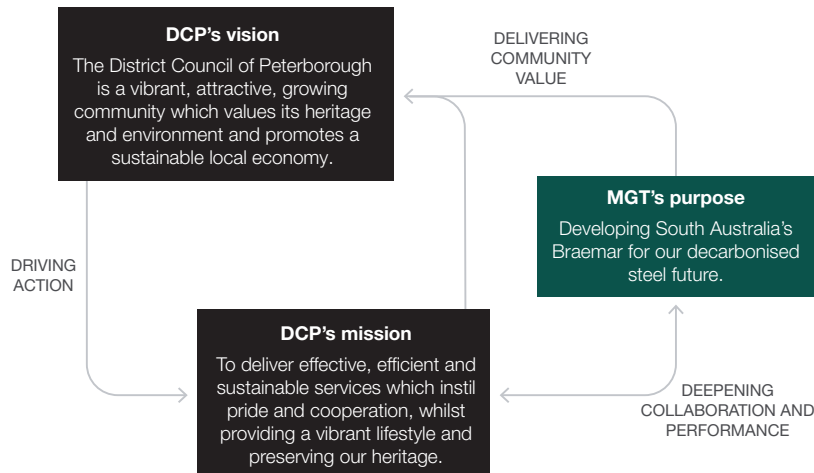 DCP’s vision
The District Council of Peterborough
is a vibrant, attractive, growing
community which values its heritage
and environment and promotes a
sustainable local economy.
DELIVERING
COMMUNITY
VALUE
MGT’s purpose
Developing South Australia’s
Braemar for our decarbonised
steel future.
DRIVING
ACTION
DCP’s mission
To deliver effective, efficient and
sustainable services which instil
pride and cooperation, whilst
providing a vibrant lifestyle and
preserving our heritage.
DEEPENING
COLLABORATION AND
PERFORMANCE